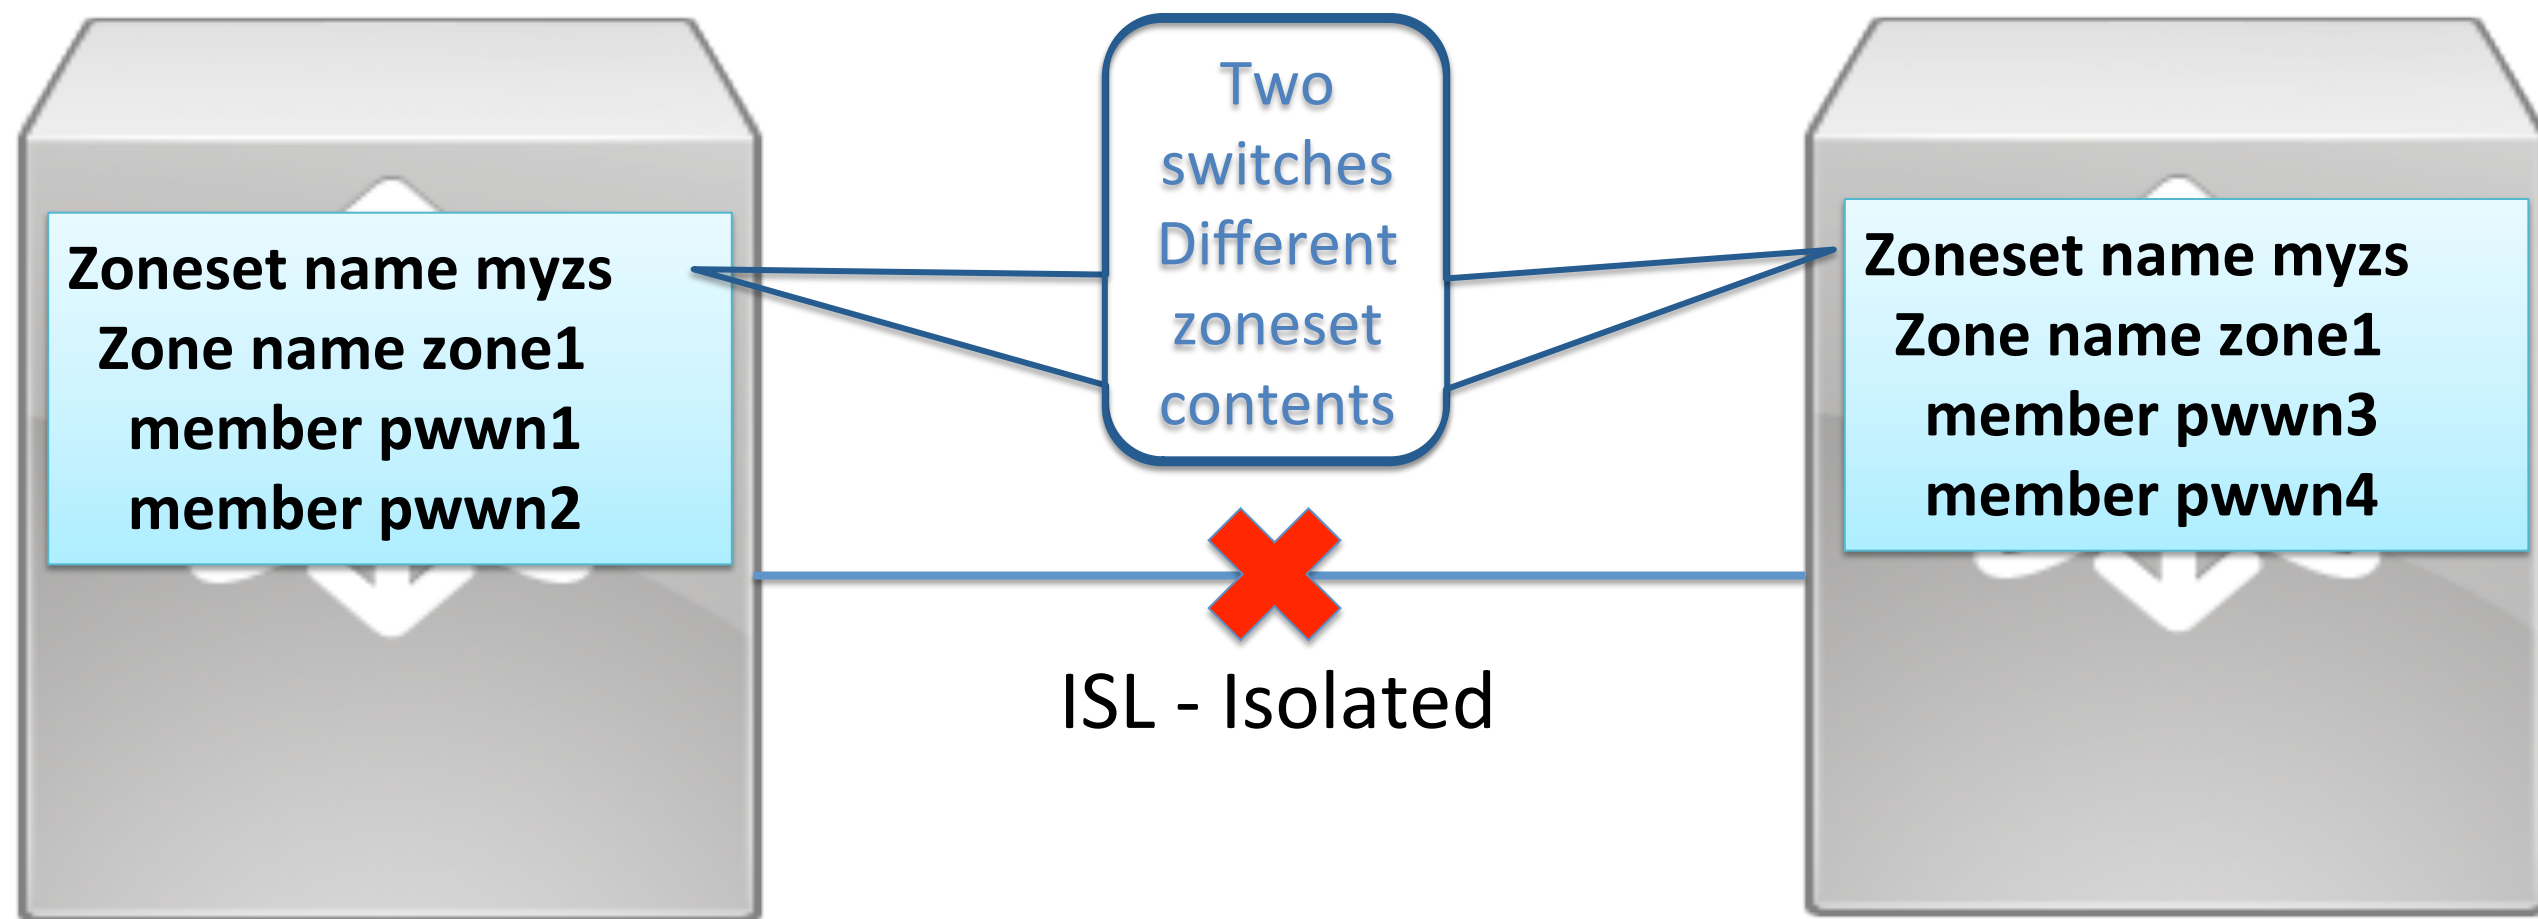 Zoneset name myzs
Zone name zone1
member pwwn1
member pwwn2
Two
switches
Different
zoneset
contents
Zoneset name myzs
Zone name zone1
member pwwn3
member pwwn4
ISL - Isolated